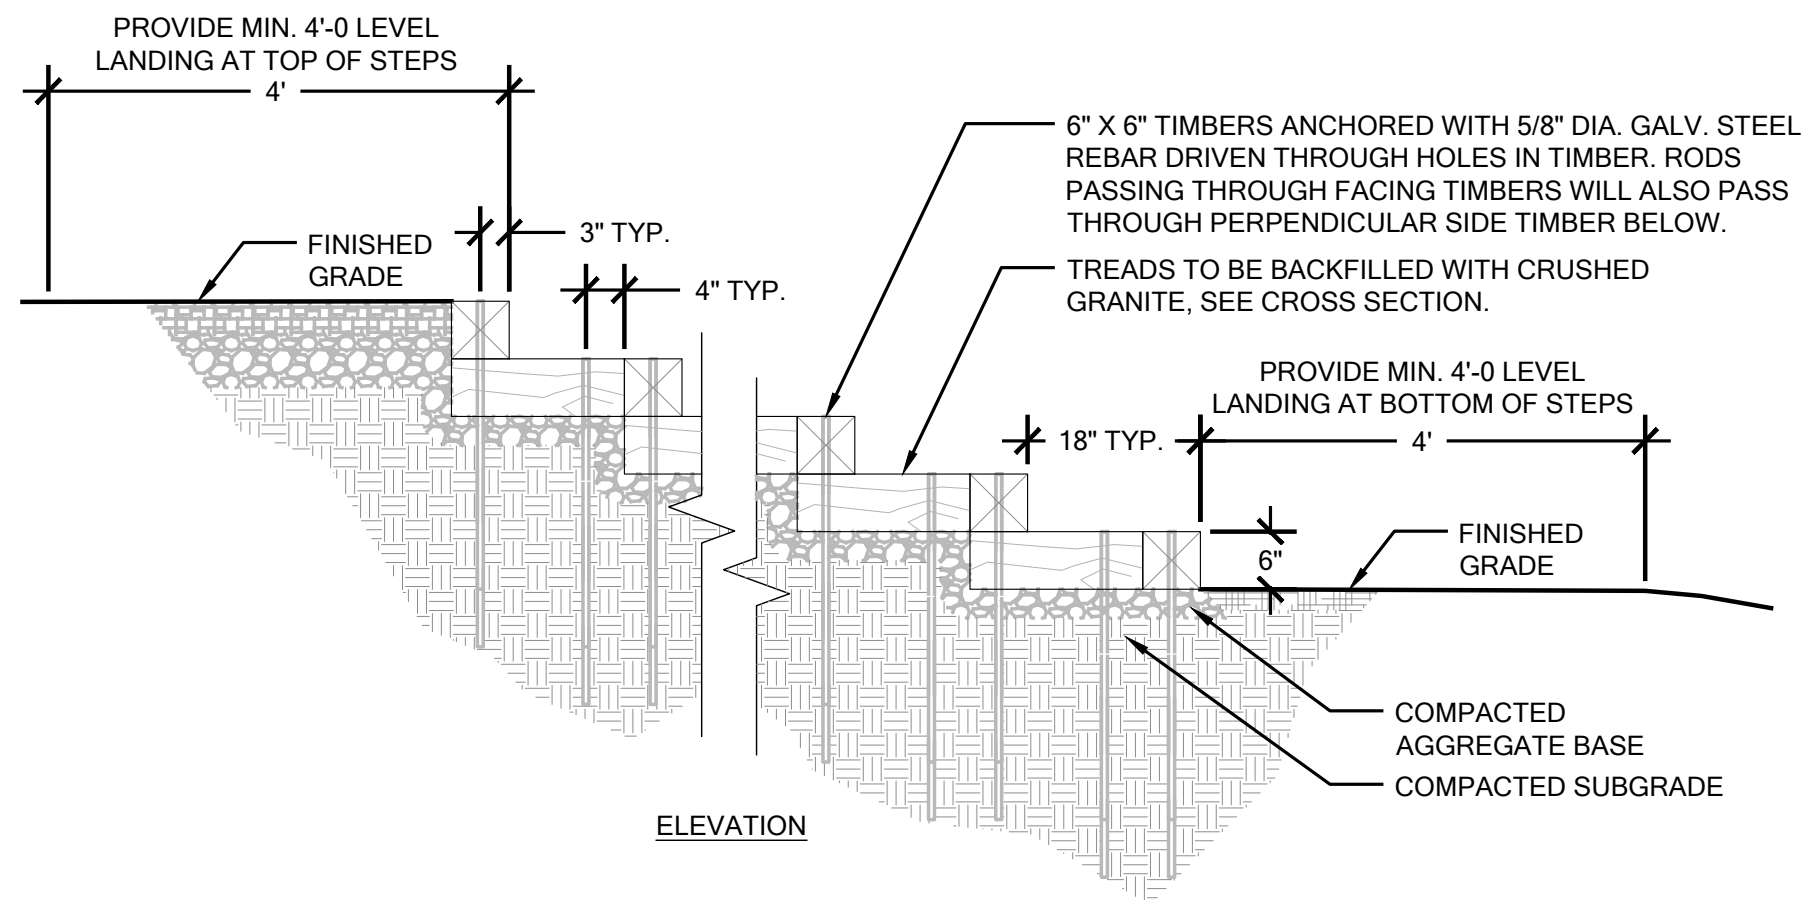 PROVIDE MIN. 4'-0 LEVEL
LANDING AT TOP OF STEPS
4'
FINISHED
GRADE
3" TYP.
4" TYP.
6" X 6" TIMBERS ANCHORED WITH 5/8" DIA. GALV. STEEL
REBAR DRIVEN THROUGH HOLES IN TIMBER. RODS
PASSING THROUGH FACING TIMBERS WILL ALSO PASS
THROUGH PERPENDICULAR SIDE TIMBER BELOW.
TREADS TO BE BACKFILLED WITH CRUSHED
GRANITE, SEE CROSS SECTION.
PROVIDE MIN. 4'-0 LEVEL
LANDING AT BOTTOM OF STEPS
18" TYP.
4'
6"
FINISHED
GRADE
COMPACTED
AGGREGATE BASE
COMPACTED SUBGRADE
ELEVATION